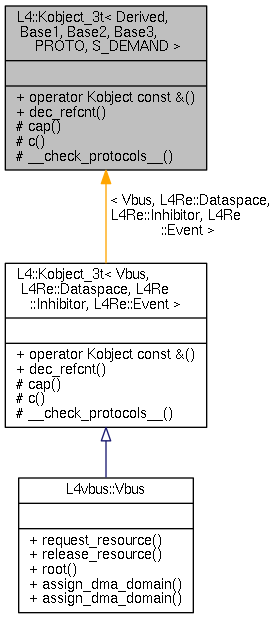 L4::Kobject_3t< Derived,
Base1, Base2, Base3,
PROTO, S_DEMAND >
+ operator Kobject const &()
+ dec_refcnt()
# cap()
# c()
# __check_protocols__()
< Vbus, L4Re::Dataspace,
L4Re::Inhibitor, L4Re
::Event >
L4::Kobject_3t< Vbus,
L4Re::Dataspace, L4Re
::Inhibitor, L4Re::Event >
+ operator Kobject const &()
+ dec_refcnt()
# cap()
# c()
# __check_protocols__()
L4vbus::Vbus
+ request_resource()
+ release_resource()
+ root()
+ assign_dma_domain()
+ assign_dma_domain()